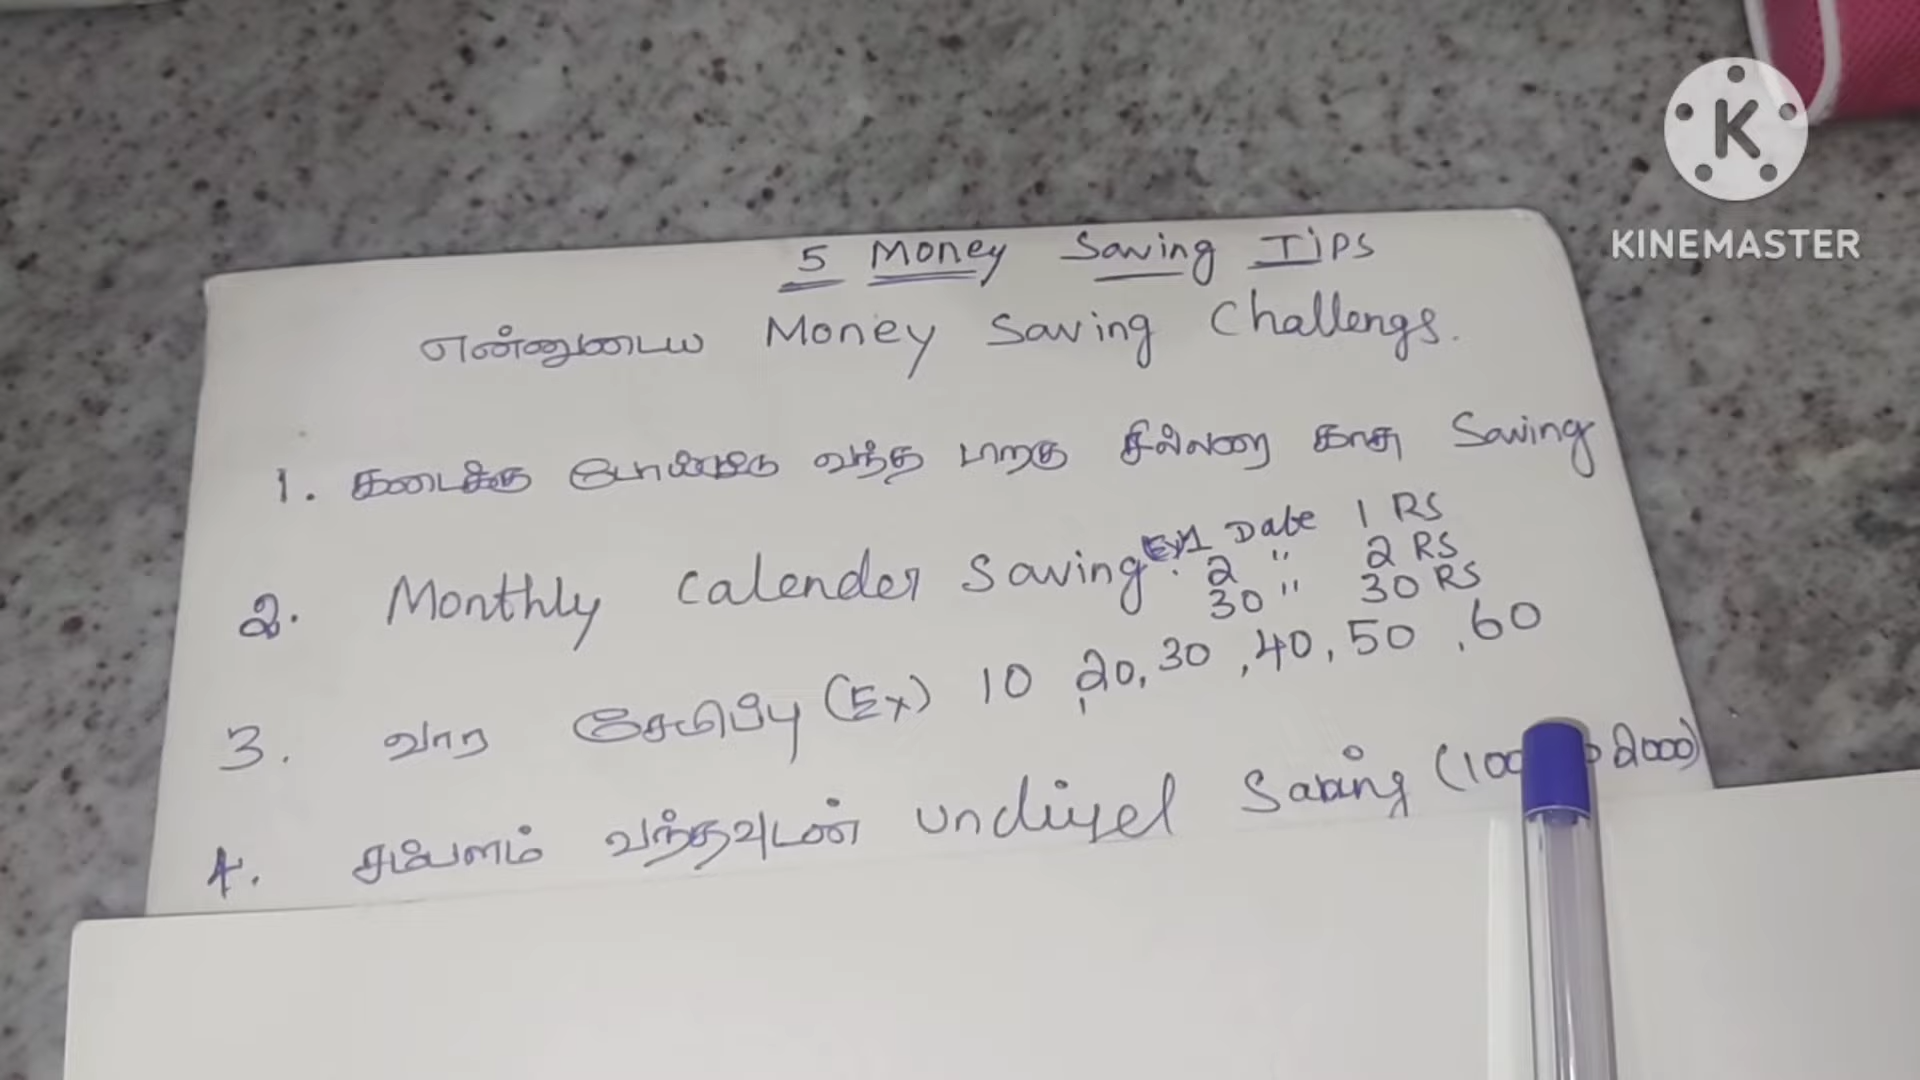 KINEMASTER
5 Money Saving Tips
என்னுடைய Money Saving Challengs.
1. கடைக்கு வந்த பிறகு சில்லறை காசு Saving
2. Monthly Calender Saving Ex 1 Date 1 RS
2 " 2 RS
30 " 30 RS
3. வார சேமிப்பு (Ex) 10, 20, 30, 40, 50, 60
4. சம்பளம் வந்தவுடன் undiyel Saving 2000)